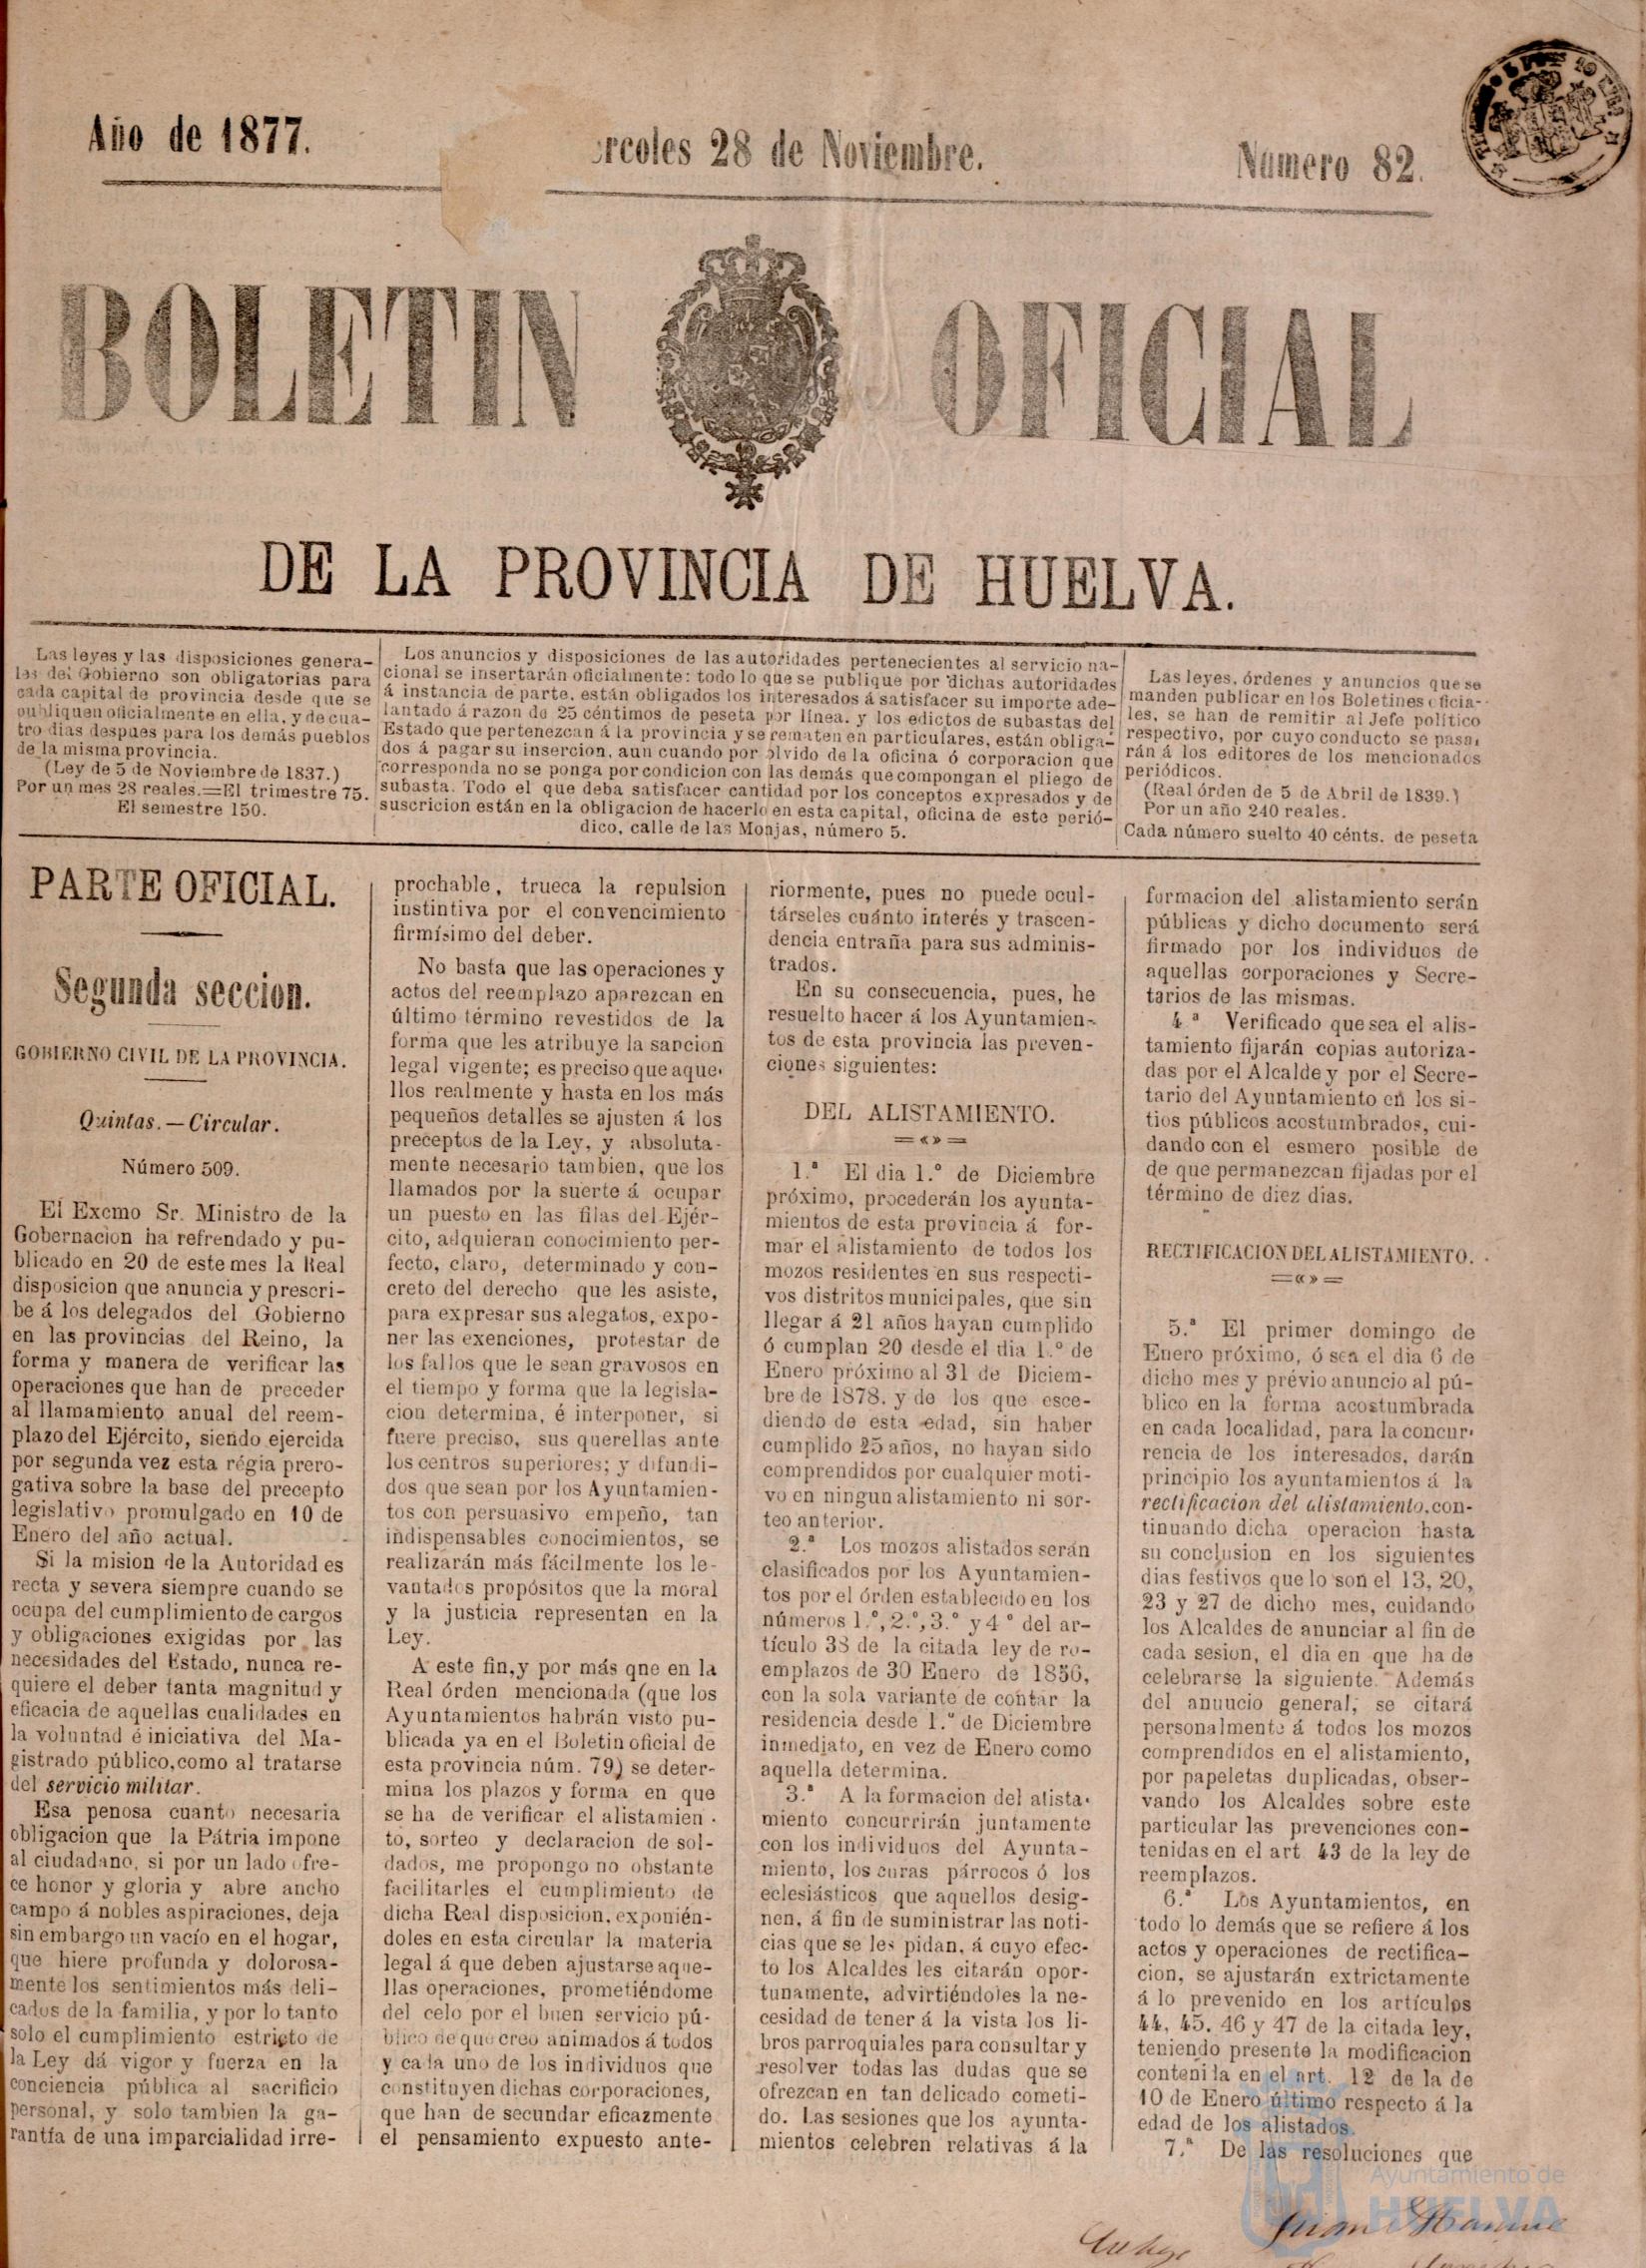 Año de 1877.
rcoles 28 de Noviembre.
Número 82.
BOLETIN OFICIAL
DE LA PROVINCIA DE HUELVA.
Las leyes y las disposiciones genera-
les del Gobierno son obligatorias para
cada capital de provincia desde que se
publiquen oficialmente en ella, y de cua-
tro dias despues para los demás pueblos
de la misma provincia.
(Ley de 5 de Noviembre de 1837.)
Por un mes 28 reales.=El trimestre 75.
El semestre 150.
Los anuncios y disposiciones de las autoridades pertenecientes al servicio na-
cional se insertarán oficialmente: todo lo que se publique por dichas autoridades
á instancia de parte, están obligados los interesados á satisfacer su importe ade-
lantado á razon de 25 céntimos de peseta por línea, y los edictos de subastas del
Estado que pertenezcan á la provincia y se rematen en particulares, están obliga-
dos á pagar su insercion, aun cuando por olvido de la oficina ó corporacion que
corresponda no se ponga por condicion con las demás que compongan el pliego de
subasta. Todo el que deba satisfacer cantidad por los conceptos expresados y de
suscricion están en la obligacion de hacerlo en esta capital, oficina de este perió-
dico, calle de las Monjas, número 5.
Las leyes, órdenes y anuncios que se
manden publicar en los Boletines oficia-
les, se han de remitir al Jefe político
respectivo, por cuyo conducto se pasa-
rán á los editores de los mencionados
periódicos.
(Real órden de 5 de Abril de 1839.)
Por un año 240 reales.
Cada número suelto 40 cénts. de peseta
PARTE OFICIAL.
Segunda seccion.
GOBIERNO CIVIL DE LA PROVINCIA.
Quintas.—Circular.
Número 509.
El Excmo Sr. Ministro de la
Gobernacion ha refrendado y pu-
blicado en 20 de este mes la Real
disposicion que anuncia y prescri-
be á los delegados del Gobierno
en las provincias del Reino, la
forma y manera de verificar las
operaciones que han de preceder
al llamamiento anual del reem-
plazo del Ejército, siendo ejercida
por segunda vez esta régia prero-
gativa sobre la base del precepto
legislativo promulgado en 10 de
Enero del año actual.
Si la mision de la Autoridad es
recta y severa siempre cuando se
ocupa del cumplimiento de cargos
y obligaciones exigidas por las
necesidades del Estado, nunca re-
quiere el deber tanta magnitud y
eficacia de aquellas cualidades en
la voluntad é iniciativa del Ma-
gistrado público, como al tratarse
del servicio militar.
Esa penosa cuanto necesaria
obligacion que la Pátria impone
al ciudadano, si por un lado ofre-
ce honor y gloria y abre ancho
campo á nobles aspiraciones, deja
sin embargo un vacío en el hogar,
que hiere profunda y dolorosa-
mente los sentimientos más deli-
cados de la familia, y por lo tanto
solo el cumplimiento estricto de
la Ley dá vigor y fuerza en la
conciencia pública al sacrificio
personal, y solo tambien la ga-
rantía de una imparcialidad irre-
prochable, trueca la repulsion
instintiva por el convencimiento
firmísimo del deber.
No basta que las operaciones y
actos del reemplazo aparezcan en
último término revestidos de la
forma que les atribuye la sancion
legal vigente; es preciso que aque-
llos realmente y hasta en los más
pequeños detalles se ajusten á los
preceptos de la Ley, y absoluta-
mente necesario tambien, que los
llamados por la suerte á ocupar
un puesto en las filas del Ejér-
cito, adquieran conocimiento per-
fecto, claro, determinado y con-
creto del derecho que les asiste,
para expresar sus alegatos, expo-
ner las exenciones, protestar de
los fallos que le sean gravosos en
el tiempo y forma que la legisla-
cion determina, é interponer, si
fuere preciso, sus querellas ante
los centros superiores; y difundi-
dos que sean por los Ayuntamien-
tos con persuasivo empeño, tan
indispensables conocimientos, se
realizarán más fácilmente los le-
vantados propósitos que la moral
y la justicia representan en la
Ley.
A este fin, y por más qne en la
Real órden mencionada (que los
Ayuntamientos habrán visto pu-
blicada ya en el Boletin oficial de
esta provincia núm. 79) se deter-
mina los plazos y forma en que
se ha de verificar el alistamien-
to, sorteo y declaracion de sol-
dados, me propongo no obstante
facilitarles el cumplimiento de
dicha Real disposicion, exponién-
doles en esta circular la materia
legal á que deben ajustarse aque-
llas operaciones, prometiéndome
del celo por el buen servicio pú-
blico de que creo animados á todos
y cada uno de los individuos que
constituyen dichas corporaciones,
que han de secundar eficazmente
el pensamiento expuesto ante-
riormente, pues no puede ocul-
társeles cuánto interés y trascen-
dencia entraña para sus adminis-
trados.
En su consecuencia, pues, he
resuelto hacer á los Ayuntamien-
tos de esta provincia las preven-
ciones siguientes:
DEL ALISTAMIENTO.
=«»=
1.ª El dia 1.º de Diciembre
próximo, procederán los ayunta-
mientos de esta provincia á for-
mar el alistamiento de todos los
mozos residentes en sus respecti-
vos distritos municipales, que sin
llegar á 21 años hayan cumplido
ó cumplan 20 desde el dia 1.º de
Enero próximo al 31 de Diciem-
bre de 1878. y de los que esce-
diendo de esta edad, sin haber
cumplido 25 años, no hayan sido
comprendidos por cualquier moti-
vo en ningun alistamiento ni sor-
teo anterior.
2.ª Los mozos alistados serán
clasificados por los Ayuntamien-
tos por el órden establecido en los
números 1.º, 2.º, 3.º y 4º del ar-
tículo 38 de la citada ley de re-
emplazos de 30 Enero de 1856,
con la sola variante de contar la
residencia desde 1.º de Diciembre
inmediato, en vez de Enero como
aquella determina.
3.ª A la formacion del alista-
miento concurrirán juntamente
con los individuos del Ayunta-
miento, los curas párrocos ó los
eclesiásticos que aquellos desig-
nen, á fin de suministrar las noti-
cias que se les pidan, á cuyo efec-
to los Alcaldes les citarán opor-
tunamente, advirtiéndoles la ne-
cesidad de tener á la vista los li-
bros parroquiales para consultar y
resolver todas las dudas que se
ofrezcan en tan delicado cometi-
do. Las sesiones que los ayunta-
mientos celebren relativas á la
formacion del alistamiento serán
públicas y dicho documento será
firmado por los individuos de
aquellas corporaciones y Secre-
tarios de las mismas.
4ª Verificado que sea el alis-
tamiento fijarán copias autoriza-
das por el Alcalde y por el Secre-
tario del Ayuntamiento en los si-
tios públicos acostumbrados, cui-
dando con el esmero posible de
de que permanezcan fijadas por el
término de diez dias.
RECTIFICACION DEL ALISTAMIENTO.
=«»=
5.ª El primer domingo de
Enero próximo, ó sea el dia 6 de
dicho mes y prévio anuncio al pú-
blico en la forma acostumbrada
en cada localidad, para la concur-
rencia de los interesados, darán
principio los ayuntamientos á la
rectificacion del alistamiento, con-
tinuando dicha operacion hasta
su conclusion en los siguientes
dias festivos que lo son el 13, 20,
23 y 27 de dicho mes, cuidando
los Alcaldes de anunciar al fin de
cada sesion, el dia en que ha de
celebrarse la siguiente. Además
del anuncio general, se citará
personalmente á todos los mozos
comprendidos en el alistamiento,
por papeletas duplicadas, obser-
vando los Alcaldes sobre este
particular las prevenciones con-
tenidas en el art 43 de la ley de
reemplazos.
6.ª Los Ayuntamientos, en
todo lo demás que se refiere á los
actos y operaciones de rectifica-
cion, se ajustarán extrictamente
á lo prevenido en los artículos
44, 45, 46 y 47 de la citada ley,
teniendo presente la modificacion
contenida en el art. 12 de la de
10 de Enero último respecto á la
edad de los alistados.
7.ª De las resoluciones que
Ayuntamiento de
HUELVA
Juan